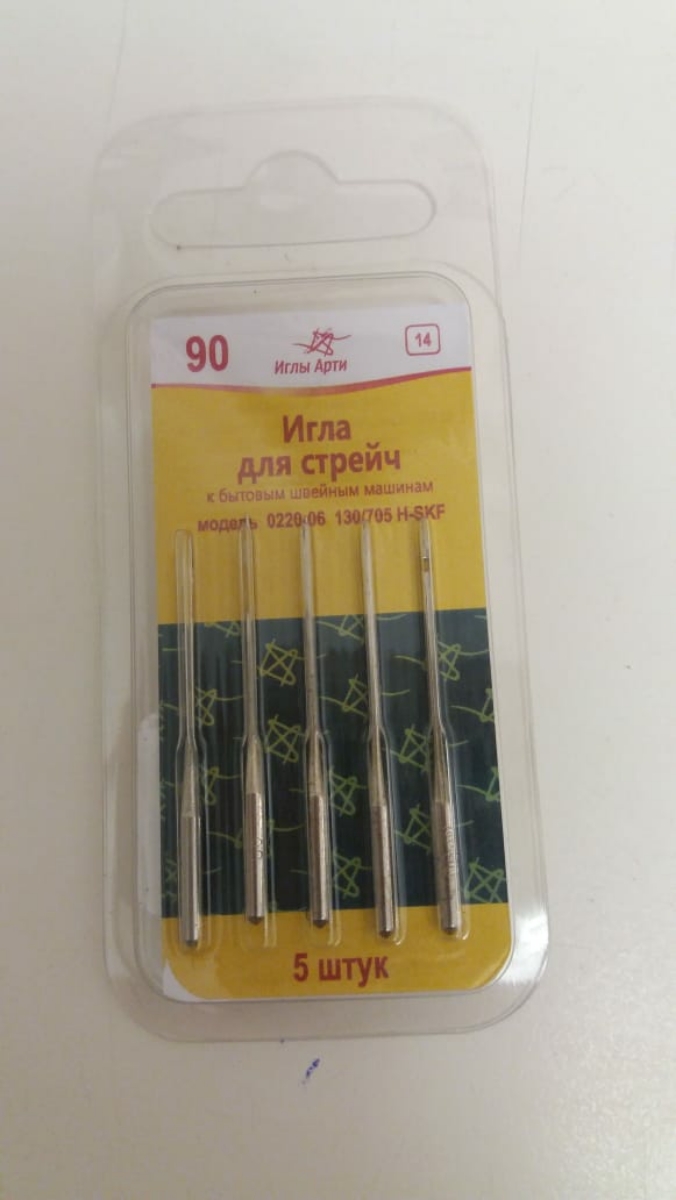 90
Иглы Арти
14
Игла
для стрейч
к бытовым швейным машинам
модель 0220-06 130/705 H-SKF
5 штук